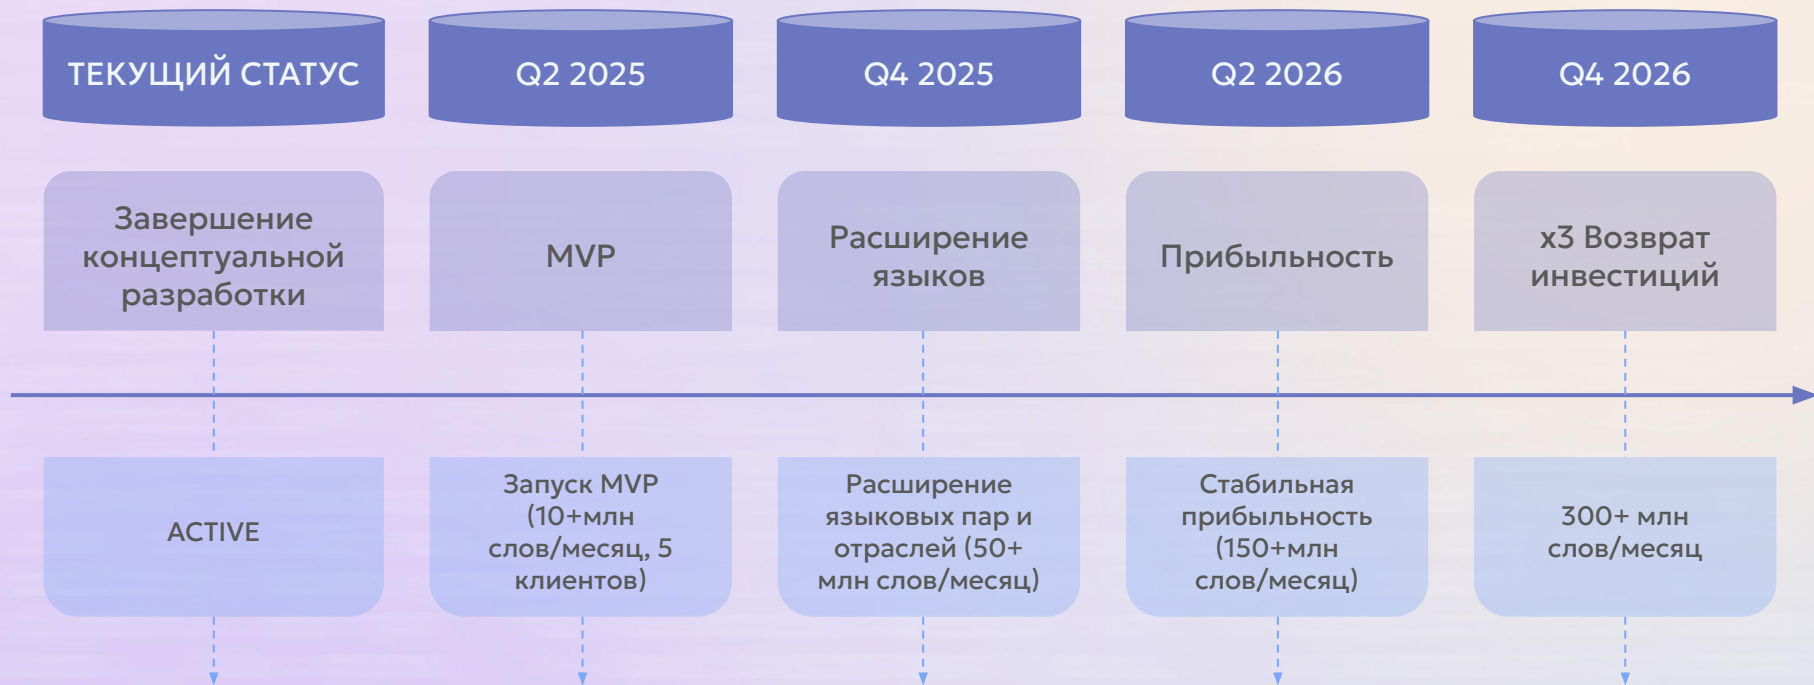 ТЕКУЩИЙ СТАТУС
Q2 2025
Q4 2025
Q2 2026
Q4 2026
Завершение
концептуальной
разработки
MVP
Расширение
языков
Прибыльность
x3 Возврат
инвестиций
ACTIVE
Запуск MVP
(10+млн
слов/месяц, 5
клиентов)
Расширение
языковых пар и
отраслей (50+
млн слов/месяц)
Стабильная
прибыльность
(150+млн
слов/месяц)
300+ млн
слов/месяц